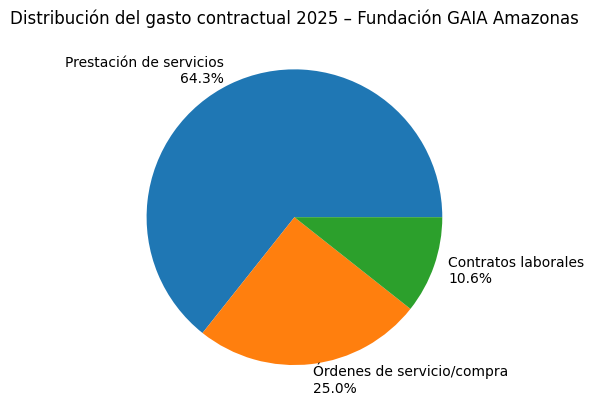 Distribución del gasto contractual 2025 – Fundación GAIA Amazonas
Prestación de servicios
64.3%
Contratos laborales
10.6%
Órdenes de servicio/compra
25.0%